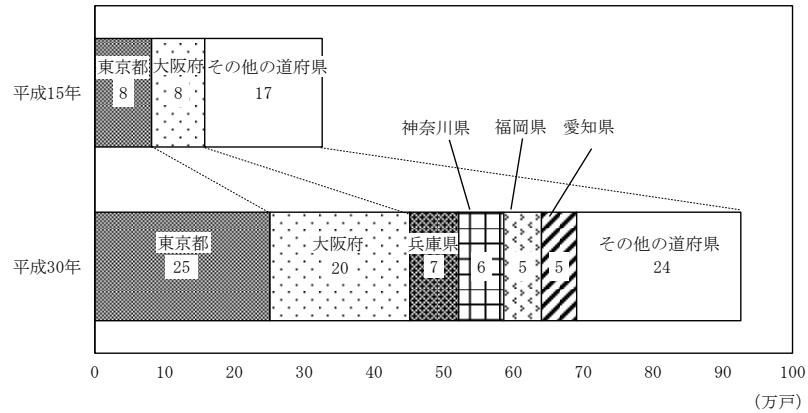 平成15年
東京都
8
大阪府
8
その他の道府県
17
神奈川県
福岡県
愛知県
平成30年
東京都
25
大阪府
20
兵庫県
7
6
5
5
その他の道府県
24
0
10
20
30
40
50
60
70
80
90
100
(万戸)